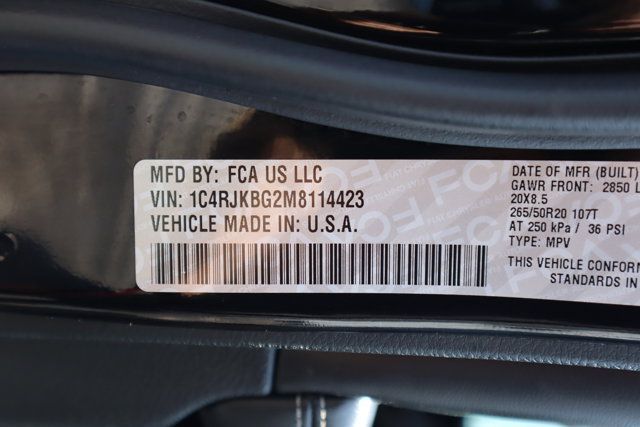 MFD BY: FCA US LLC
VIN: 1C4RJKBG2M8114423
VEHICLE MADE IN: U.S.A.
DATE OF MFR (BUILT)
GAWR FRONT: 2850 L
20X8.5
265/50R20 107T
AT 250 kPa / 36 PSI
TYPE: MPV
THIS VEHICLE CONFOR
STANDARDS IN